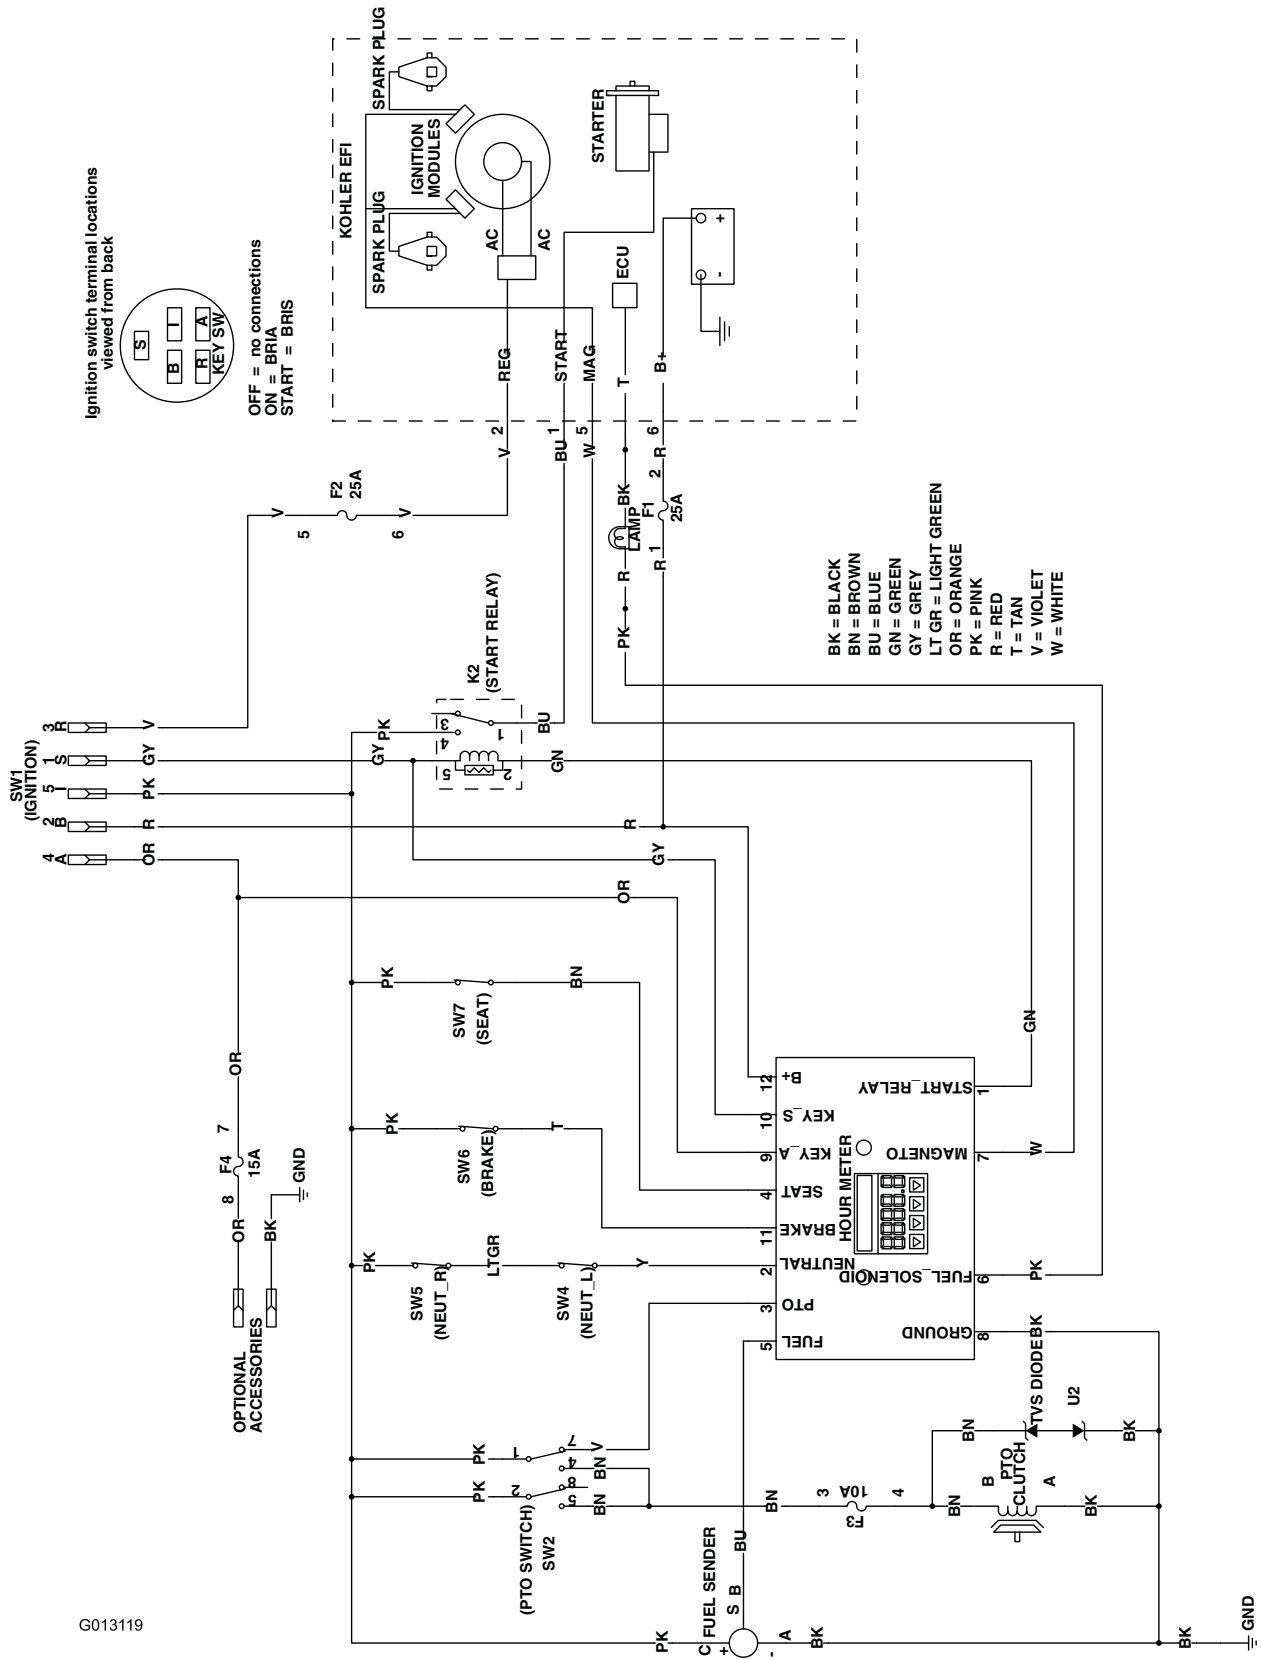 Ignition switch terminal locations
viewed from back
S
B
I
R
A
KEY SW
OFF = no connections
ON = BRIA
START = BRIS
KOHLER EFI
SPARK PLUG
SPARK PLUG
IGNITION
MODULES
AC
AC
STARTER
ECU
+
-
REG
START
MAG
T
B+
2
1
5
6
V
BU
W
R
2
BK
LAMP
F1
25A
R
1
R
PK
F2
25A
V
5
6
V
SW1
(IGNITION)
3
R
V
1
S
GY
5
I
PK
2
B
R
4
A
OR
K2
(START RELAY)
PK
GY
3
4
1
5
2
BU
GN
R
GY
OR
BK = BLACK
BN = BROWN
BU = BLUE
GN = GREEN
GY = GREY
LT GR = LIGHT GREEN
OR = ORANGE
PK = PINK
R = RED
T = TAN
V = VIOLET
W = WHITE
PK
SW7
(SEAT)
BN
OR
7
F4
15A
8
OR
BK
GND
OPTIONAL
ACCESSORIES
PK
SW6
(BRAKE)
T
PK
SW5
(NEUT_R)
LTGR
SW4
(NEUT_L)
Y
12
B+
10
KEY_S
9
KEY_A
4
SEAT
11
BRAKE
2
NEUTRAL
3
PTO
5
FUEL
HOUR METER
START_RELAY
1
GN
MAGNETO
7
W
FUEL_SOLENOID
6
PK
GROUND
8
BK
PK
1
7
V
4
BN
PK
2
8
5
BN
(PTO SWITCH)
SW2
BN
3
F3
10A
4
BN
TVS DIODE
U2
BK
BN
B
PTO
CLUTCH
A
BK
FUEL SENDER
PK
C
+
S
B
BU
-
A
BK
BK
GND
G013119